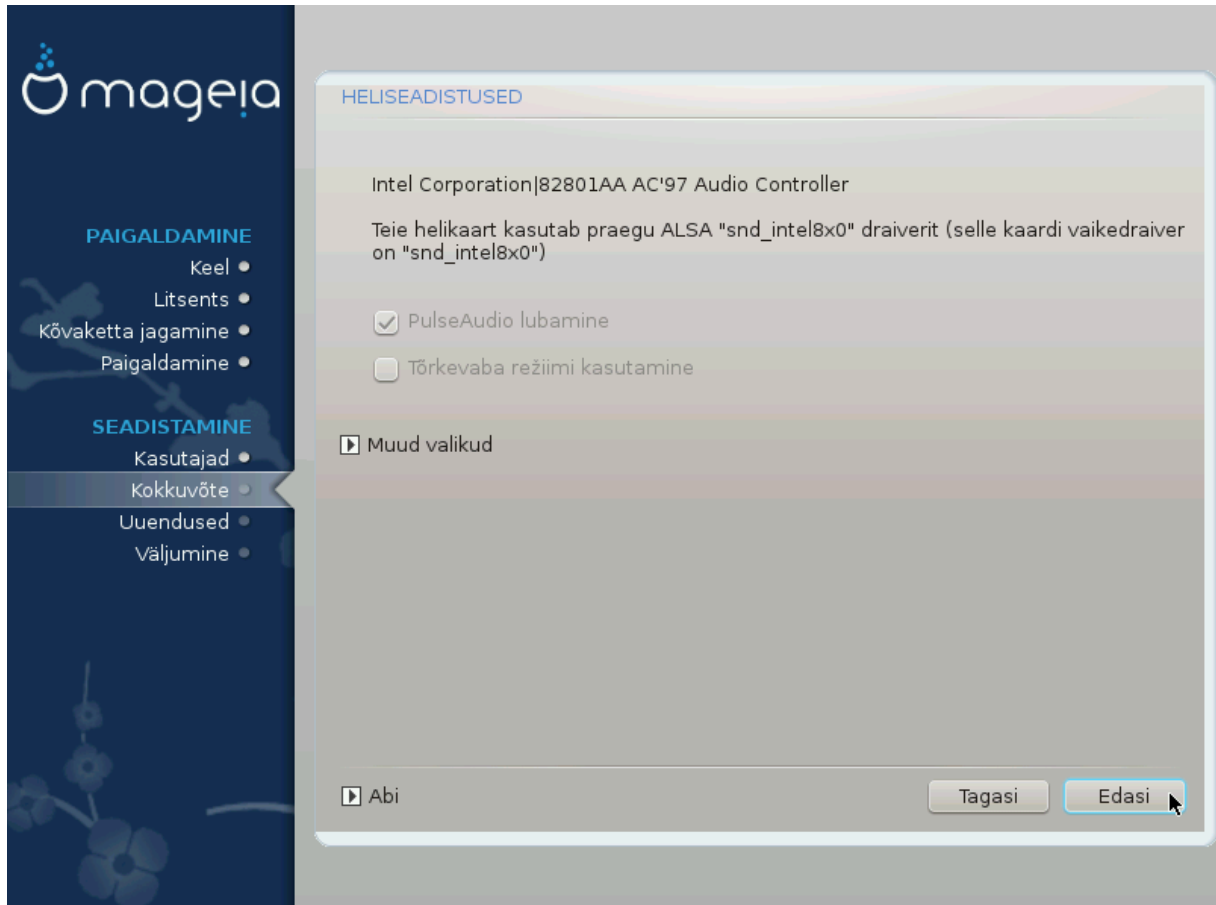 mageia
PAIGALDAMINE
Keel
Litsents
Kõvaketta jagamine
Paigaldamine
SEADISTAMINE
Kasutajad
Kokkuvõte
Uuendused
Väljumine
HELISEADISTUSED
Intel Corporation|82801AA AC'97 Audio Controller
Teie helikaart kasutab praegu ALSA "snd_intel8x0" draiverit (selle kaardi vaikedraiver
on "snd_intel8x0")
PulseAudio lubamine
Tõrkevaba režiimi kasutamine
Muud valikud
Abi
Tagasi
Edasi